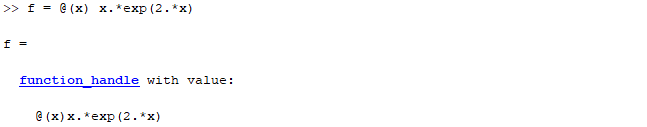 >> f = @(x) x.*exp(2.*x)
f =
function_handle with value:
@(x)x.*exp(2.*x)